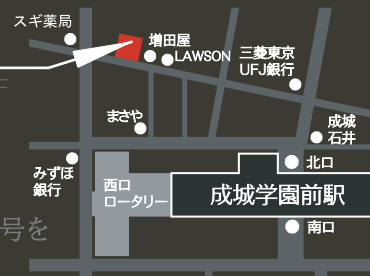 スギ薬局
増田屋
LAWSON
三菱東京
UFJ銀行
まさや
成城
石井
みずほ
銀行
西口
ロータリー
北口
成城学園前駅
南口
号を